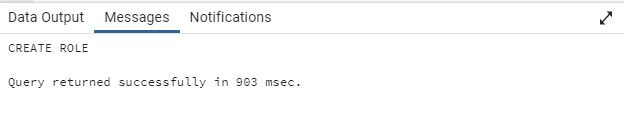 Data Output Messages Notifications
CREATE ROLE
Query returned successfully in 903 msec.